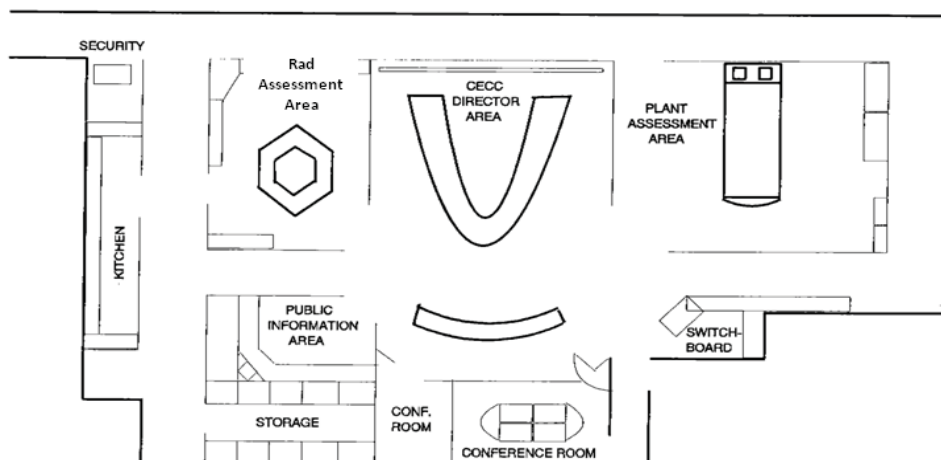 SECURITY
Rad
Assessment
Area
CECC
DIRECTOR
AREA
PLANT
ASSESSMENT
AREA
KITCHEN
PUBLIC
INFORMATION
AREA
SWITCH-
BOARD
STORAGE
CONF.
ROOM
CONFERENCE ROOM